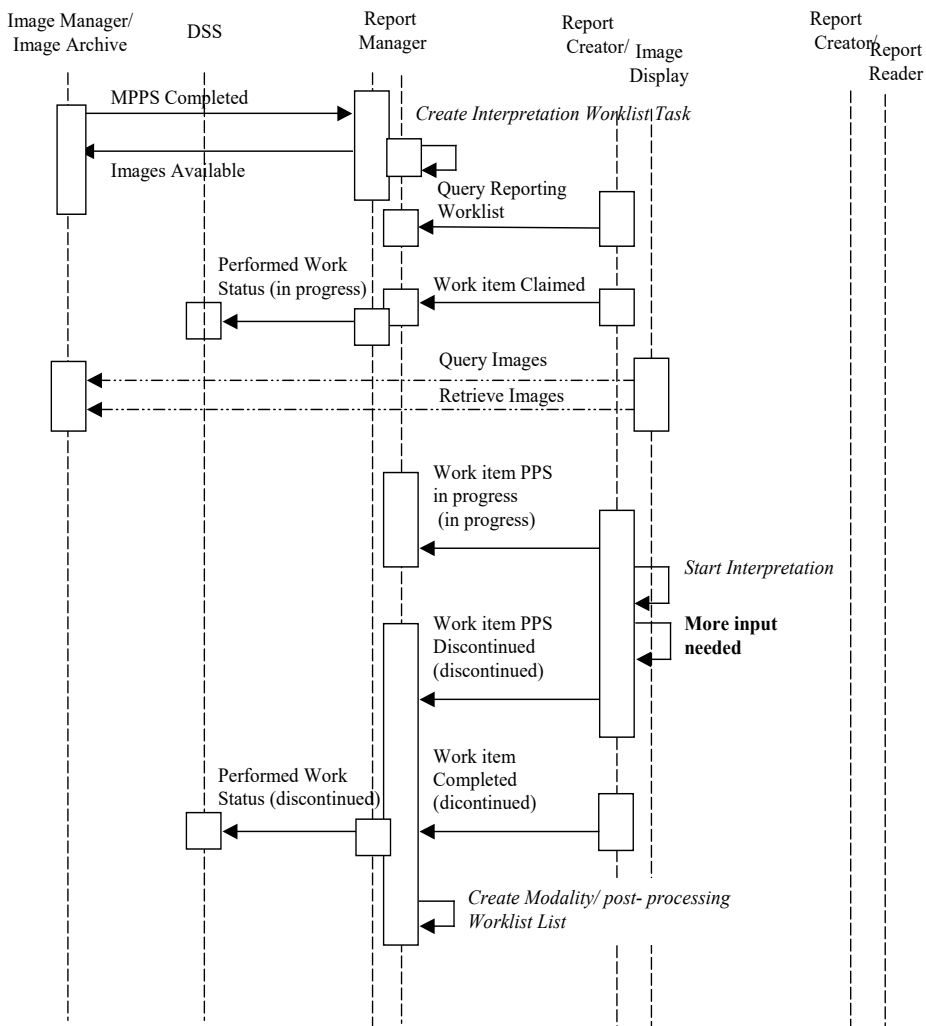 Image Manager/
Image Archive
DSS
Report
Manager
Report
Creator/
Image
Display
Report
Creator/
Report
Reader
MPPS Completed
Create Interpretation Worklist Task
Images Available
Query Reporting
Worklist
Performed Work
Status (in progress)
Work item Claimed
Query Images
Retrieve Images
Work item PPS
in progress
(in progress)
Start Interpretation
Work item PPS
Discontinued
(discontinued)
More input
needed
Performed Work
Status (discontinued)
Work item
Completed
(dicontinued)
Create Modality/ post- processing
Worklist List